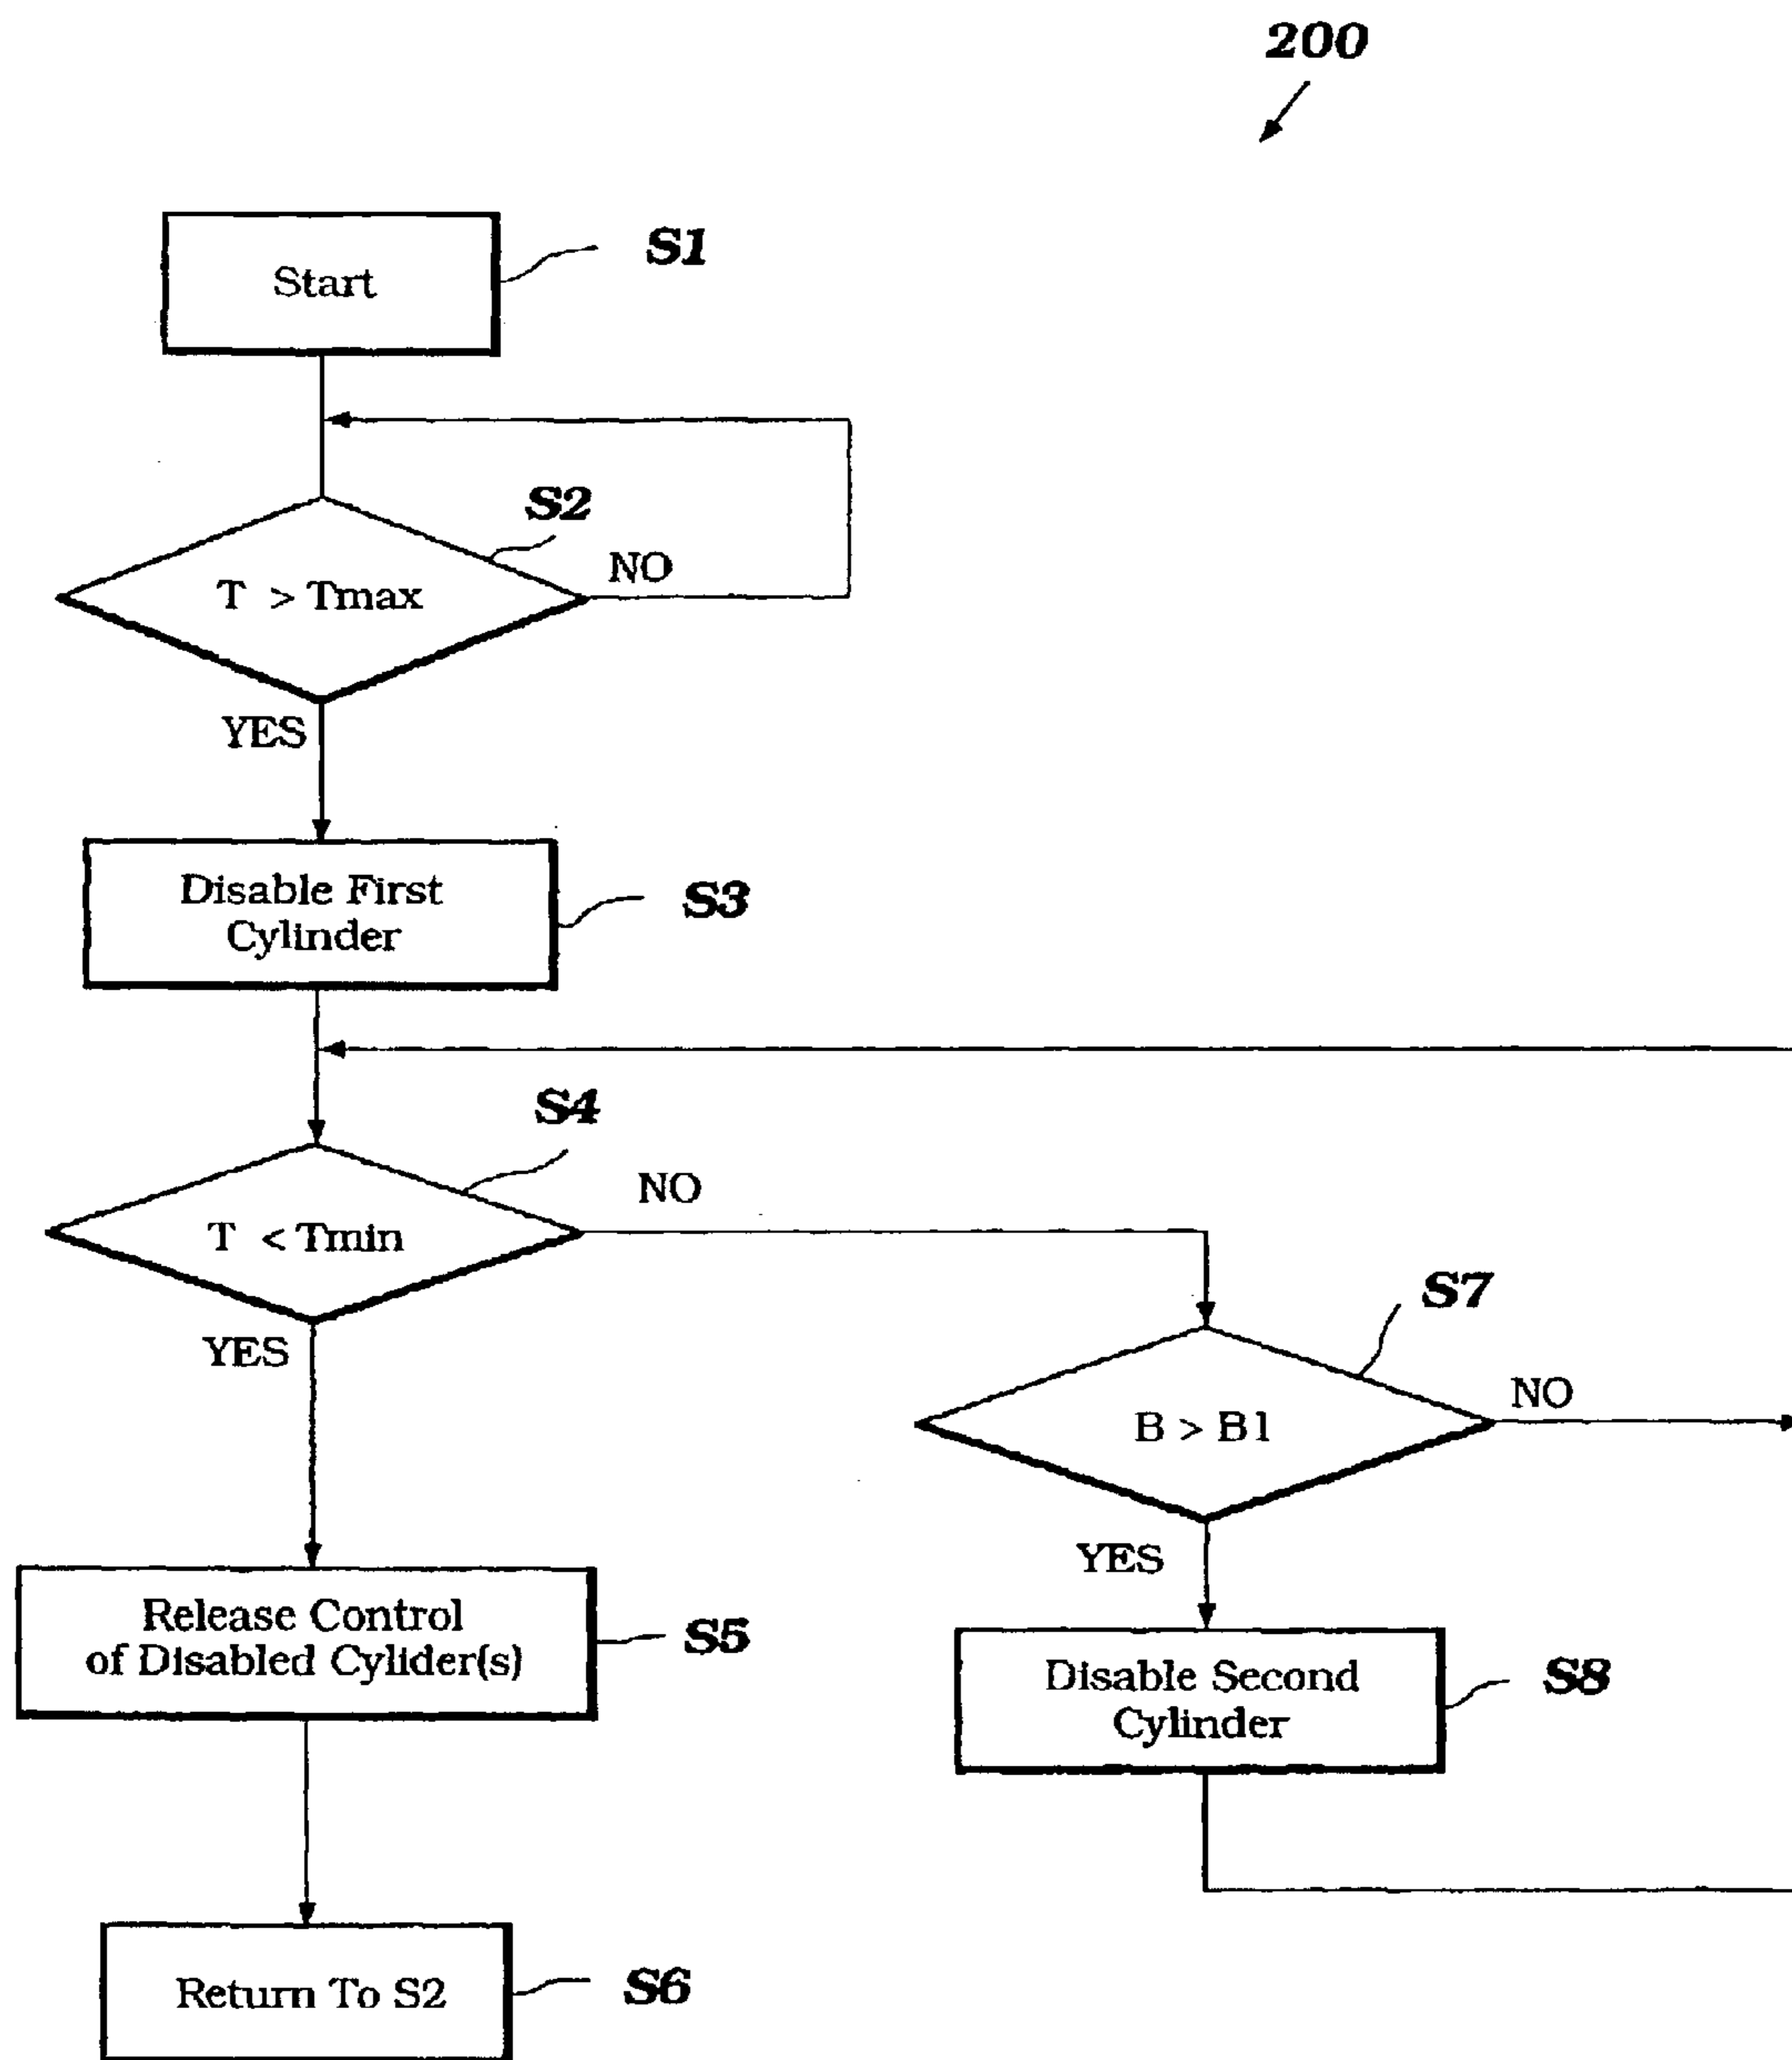 200
Start
S1
S2
T > Tmax
NO
YES
Disable First
Cylinder
S3
S4
T < Tmin
NO
YES
S7
B > B1
NO
YES
Release Control
of Disabled Cylider(s)
S5
Disable Second
Cylinder
S8
Return To S2
S6